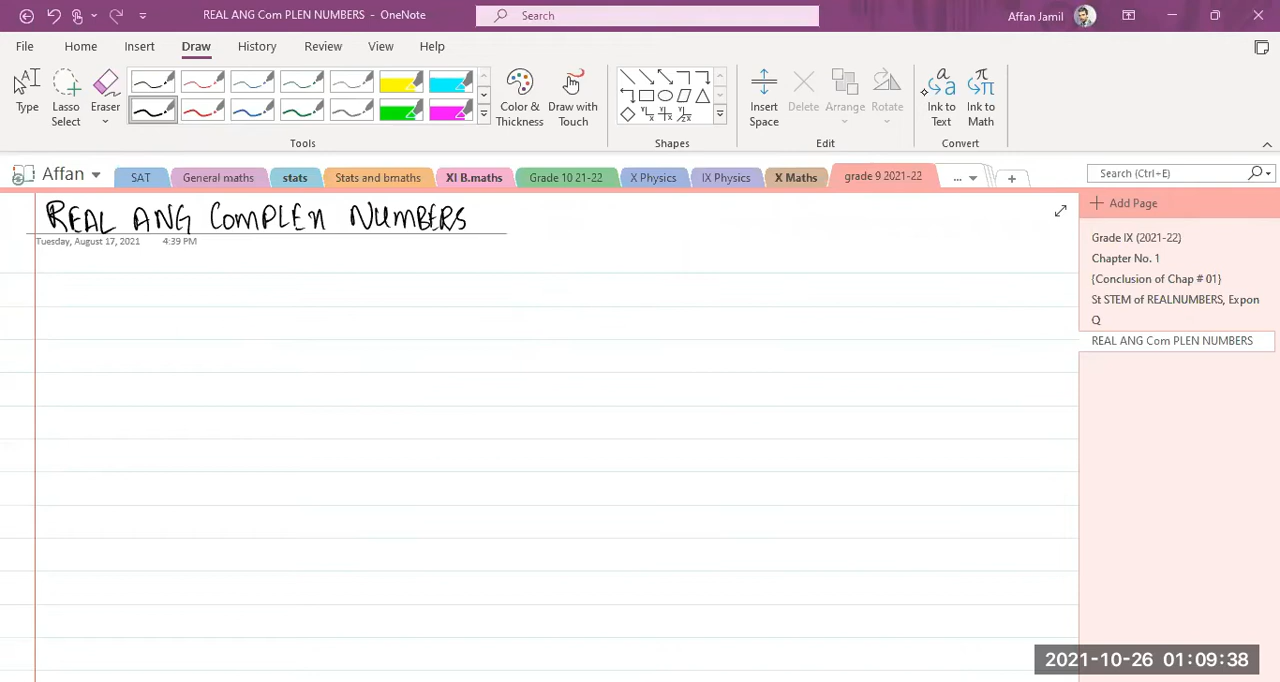 REAL ANG Com PLEN NUMBERS - OneNote
Search
Affan Jamil
File Home Insert Draw History Review View Help
Type
Lasso Select
Eraser
Color & Thickness
Draw with Touch
Insert Space
Delete
Arrange
Rotate
Ink to Text
Ink to Math
Tools Shapes Edit Convert
Affan
SAT General maths stats Stats and bmaths XI B.maths Grade 10 21-22 X Physics IX Physics X Maths grade 9 2021-22 ...
Search (Ctrl+E)
REAL ANG ComPLEn NumBERS
Tuesday, August 17, 2021 4:39 PM
Add Page
Grade IX (2021-22)
Chapter No. 1
{Conclusion of Chap # 01}
St STEM of REALNUMBERS, Expon
Q
REAL ANG Com PLEN NUMBERS
2021-10-26 01:09:38